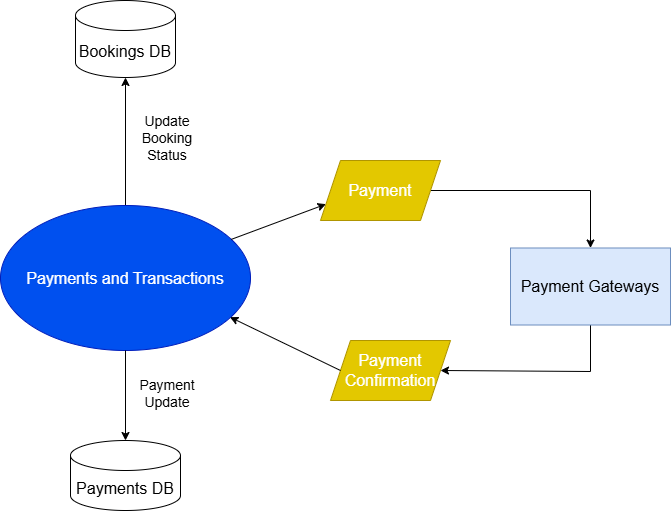 Bookings DB
Update
Booking
Status
Payment
Payments and Transactions
Payment Gateways
Payment
Confirmation
Payment
Update
Payments DB